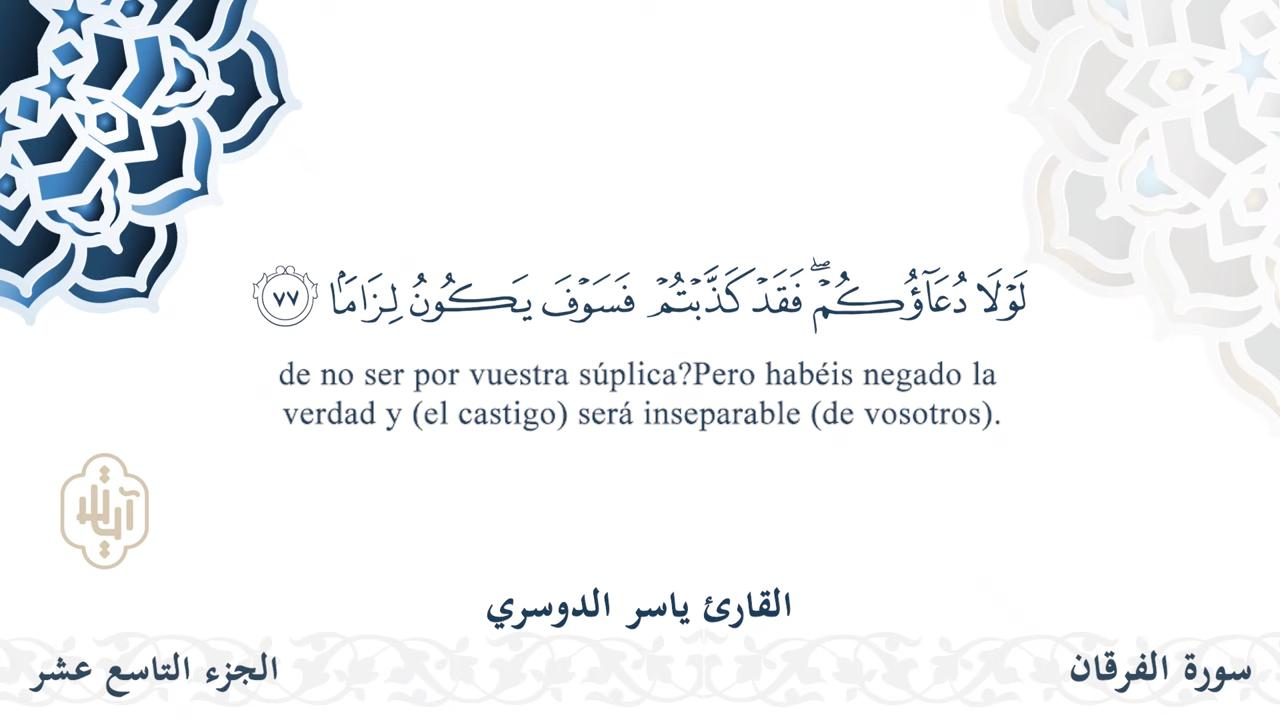 لَوۡلَا دُعَآؤُكُمۡۖ فَقَدۡ كَذَّبۡتُمۡ فَسَوۡفَ يَكُونُ لِزَامَۢا ٧٧
de no ser por vuestra súplica?Pero habéis negado la
verdad y (el castigo) será inseparable (de vosotros).
آيات
القارئ ياسر الدوسري
سورة الفرقان
الجزء التاسع عشر